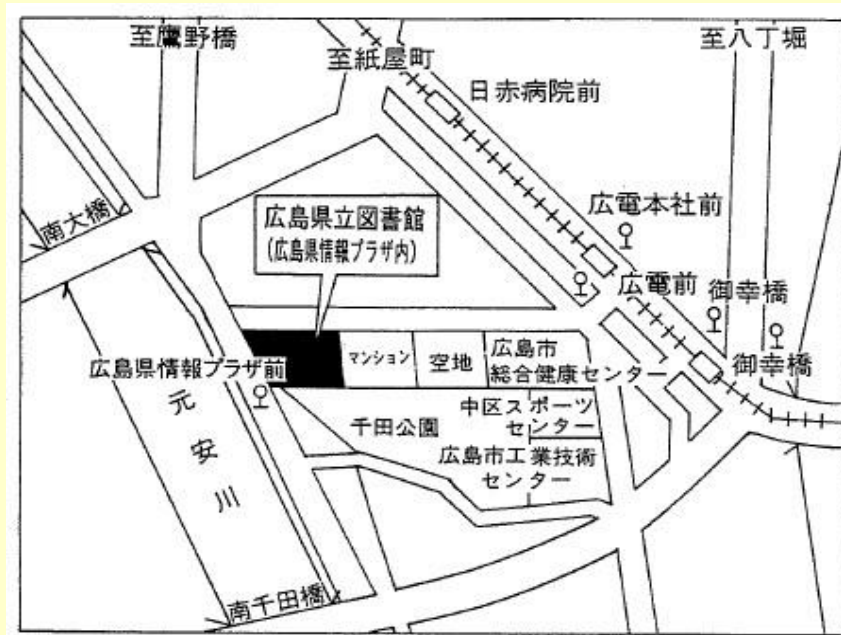 至鷹野橋
至紙屋町
至八丁堀
日赤病院前
広電本社前
南大橋
広島県立図書館
(広島県情報プラザ内)
広電前
御幸橋
広島県情報プラザ前
マンション
空地
広島市
総合健康センター
御幸橋
元安川
千田公園
中区スポーツ
センター
広島市工業技術
センター
南千田橋